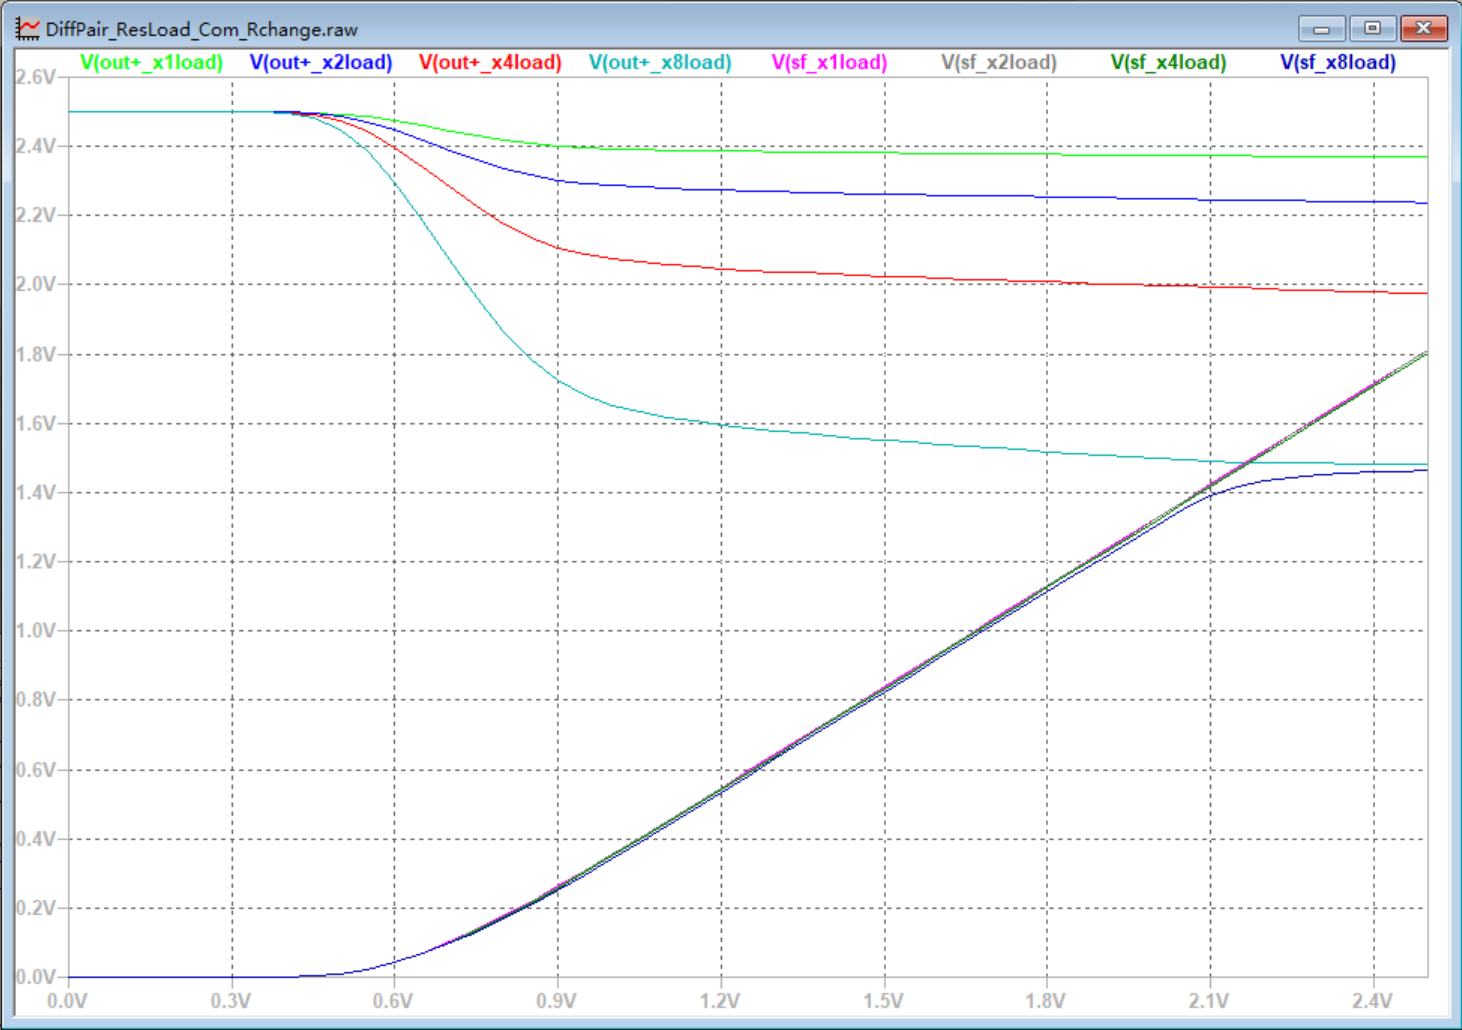 DiffPair_ResLoad_Com_Rchange.raw
V(out+_x1load) V(out+_x2load) V(out+_x4load) V(out+_x8load) V(sf_x1load) V(sf_x2load) V(sf_x4load) V(sf_x8load)
2.6V
2.4V
2.2V
2.0V
1.8V
1.6V
1.4V
1.2V
1.0V
0.8V
0.6V
0.4V
0.2V
0.0V
0.0V 0.3V 0.6V 0.9V 1.2V 1.5V 1.8V 2.1V 2.4V